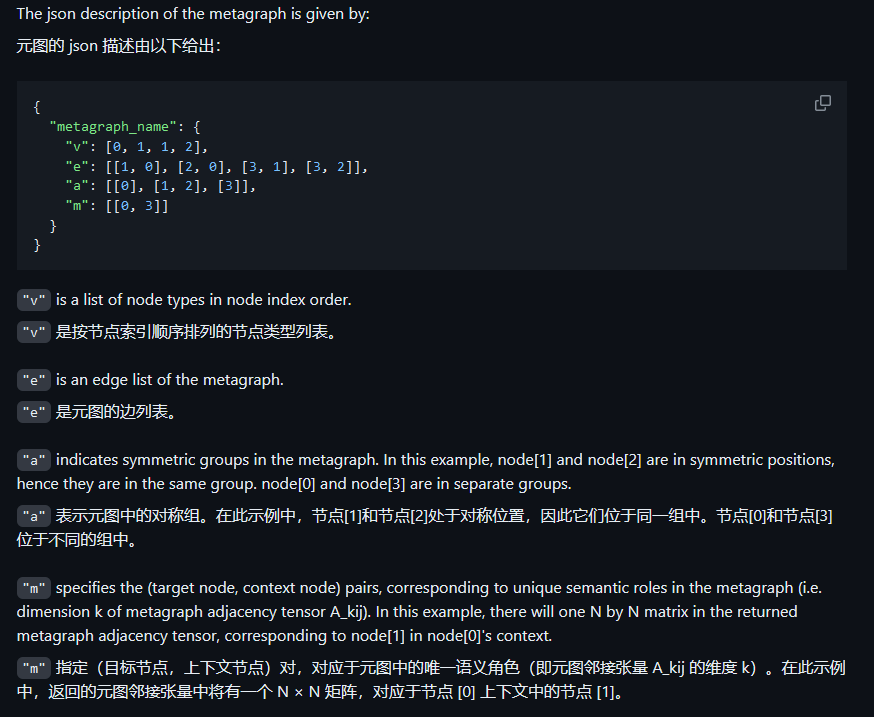 The json description of the metagraph is given by:
元图的 json 描述由以下给出：
{
  "metagraph_name": {
    "v": [0, 1, 1, 2],
    "e": [[1, 0], [2, 0], [3, 1], [3, 2]],
    "a": [[0], [1, 2], [3]],
    "m": [[0, 3]]
  }
}
"v" is a list of node types in node index order.
"v" 是按节点索引顺序排列的节点类型列表。
"e" is an edge list of the metagraph.
"e" 是元图的边列表。
"a" indicates symmetric groups in the metagraph. In this example, node[1] and node[2] are in symmetric positions,
hence they are in the same group. node[0] and node[3] are in separate groups.
"a" 表示元图中的对称组。在此示例中，节点[1]和节点[2]处于对称位置，因此它们位于同一组中。节点[0]和节点[3]
位于不同的组中。
"m" specifies the (target node, context node) pairs, corresponding to unique semantic roles in the metagraph (i.e.
dimension k of metagraph adjacency tensor A_kij). In this example, there will one N by N matrix in the returned
metagraph adjacency tensor, corresponding to node[1] in node[0]'s context.
"m" 指定（目标节点，上下文节点）对，对应于元图中的唯一语义角色（即元图邻接张量 A_kij 的维度 k）。在此示例
中，返回的元图邻接张量中将有一个 N × N 矩阵，对应于节点 [0] 上下文中的节点 [1]。